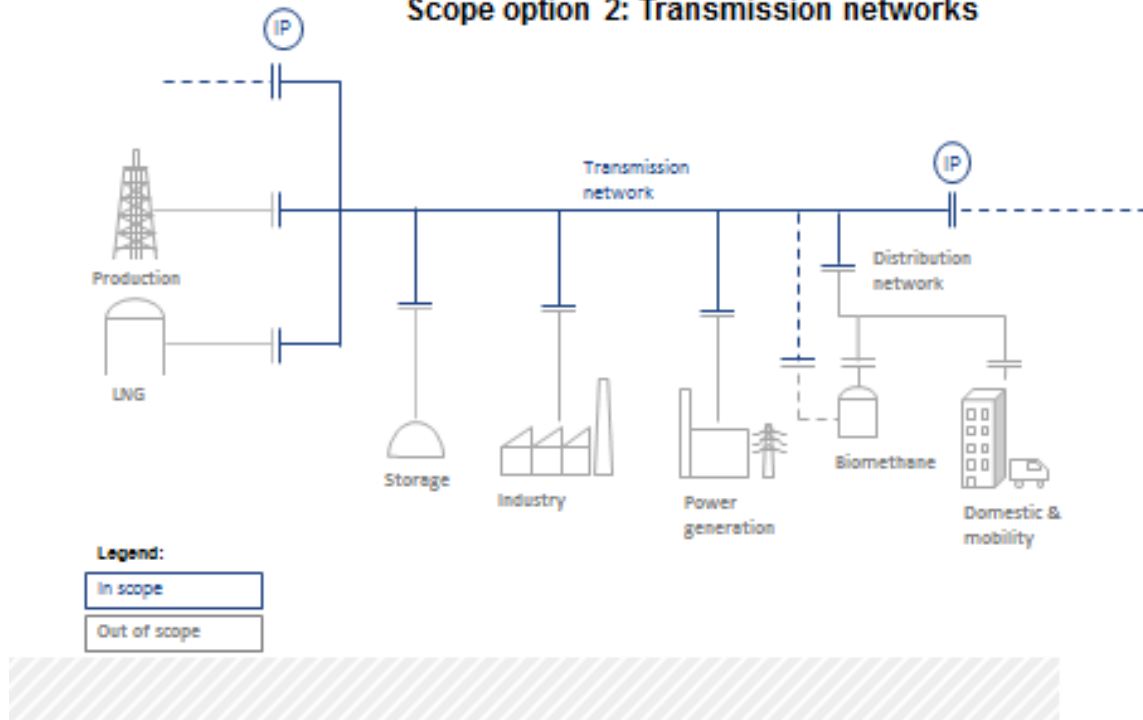 Scope option 2: Transmission networks
IP
Transmission
network
IP
Production
Distribution
network
LNG
Storage
Industry
Power
generation
Biomethane
Domestic &
mobility
Legend:
In scope
Out of scope